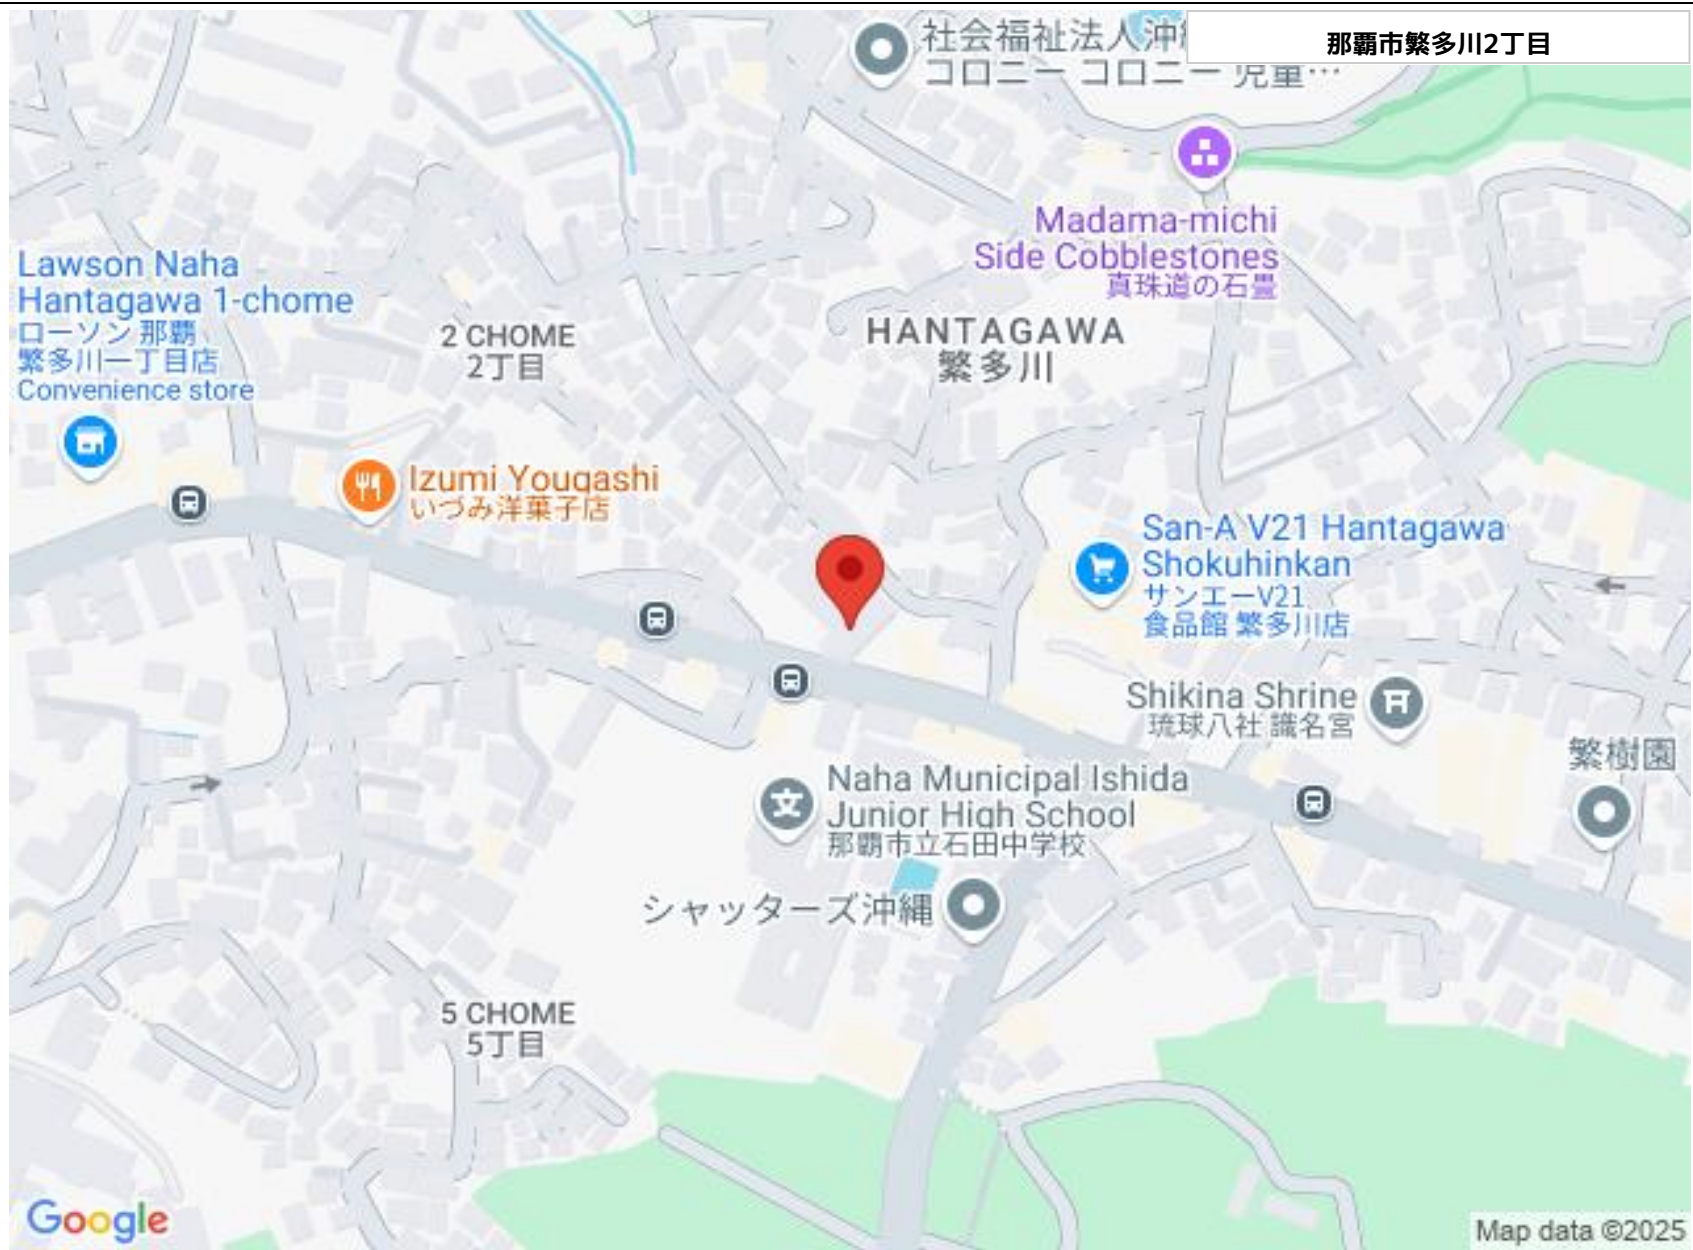 社会福祉法人沖
コロニー コロニー 児童…
那覇市繁多川2丁目
Madama-michi
Side Cobblestones
真珠道の石畳
Lawson Naha
Hantagawa 1-chome
ローソン 那覇
繁多川一丁目店
Convenience store
2 CHOME
2丁目
HANTAGAWA
繁多川
Izumi Yougashi
いづみ洋菓子店
San-A V21 Hantagawa
Shokuhinkan
サンエーV21
食品館 繁多川店
Shikina Shrine
琉球八社 識名宮
繁樹園
Naha Municipal Ishida
Junior High School
那覇市立石田中学校
文
シャッターズ沖縄
5 CHOME
5丁目
Google
Map data ©2025